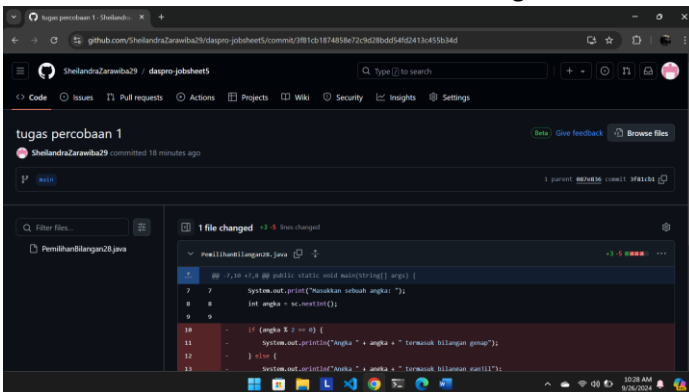 tugas percobaan 1 - Sheilandra
github.com/SheilandraZarawiba29/daspro-jobsheet5/commit/3f81cb1874858e72c9d28bdd54fd2413c455b34d
SheilandraZarawiba29 / daspro-jobsheet5
Type / to search
Code Issues Pull requests Actions Projects Wiki Security Insights Settings
tugas percobaan 1
Beta Give feedback Browse files
SheilandraZarawiba29 committed 18 minutes ago
main
1 parent commit 3f81cb1
Filter files...
1 file changed +3 -5 lines changed
PemilihanBilangan28.java
PemilihanBilangan28.java
+3 -5
@@ -7,10 +7,8 @@ public static void main(String[] args) {
7 7 System.out.print("Masukkan sebuah angka: ");
8 8 int angka = sc.nextInt();
9 9
10 - if (angka % 2 == 0) {
11 - System.out.println("Angka " + angka + " termasuk bilangan genap");
12 - } else {
13 - System.out.println("Angka " + angka + " termasuk bilangan ganjil");
10:28 AM
9/26/2024